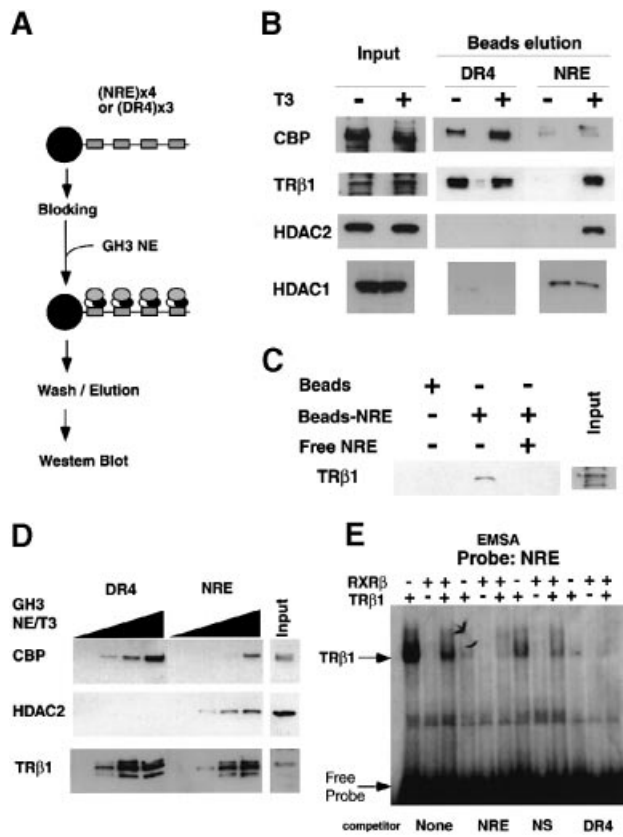 A
(NRE)x4
or (DR4)x3
Blocking
GH3 NE
Wash / Elution
Western Blot
B
Input
Beads elution
DR4
NRE
T3 - + - + - +
CBP
TRβ1
HDAC2
HDAC1
C
Beads + - -
Beads-NRE - + +
Free NRE - - +
Input
TRβ1
D
DR4
NRE
Input
GH3
NE/T3
CBP
HDAC2
TRβ1
E
EMSA
Probe: NRE
RXRβ - + + - + + - + + - + +
TRβ1 + - + + - + + - + + - +
TRβ1
Free
Probe
competitor None NRE NS DR4